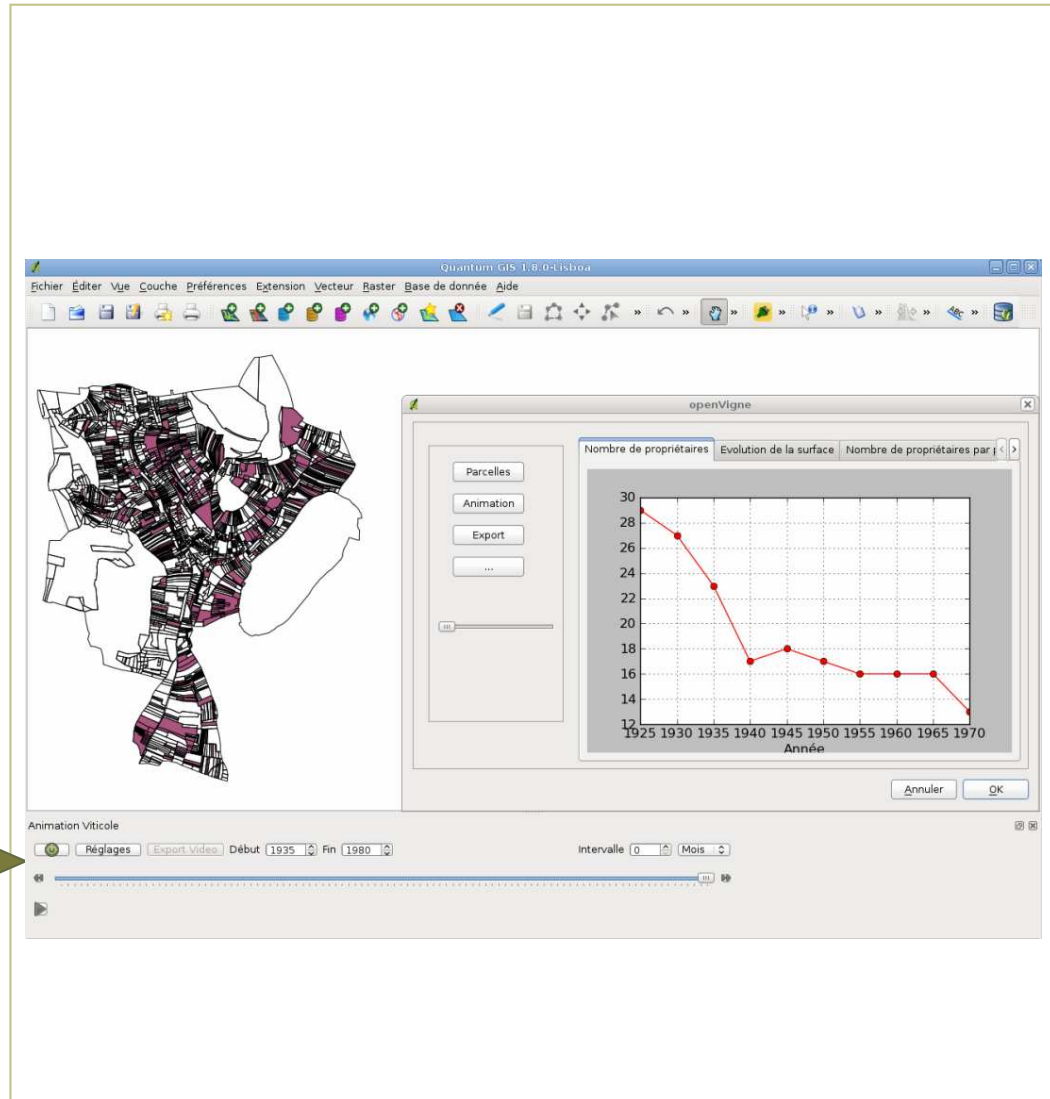 Quantum GIS 1.8.0-Lisboa
Fichier Éditer Vue Couche Préférences Extension Vecteur Raster Base de donnée Aide
openVigne
Parcelles
Animation
Export
...
Nombre de propriétaires Evolution de la surface Nombre de propriétaires par
30
28
26
24
22
20
18
16
14
12
1925 1930 1935 1940 1945 1950 1955 1960 1965 1970
Année
Annuler OK
Animation Viticole
Réglages Export Video Début 1935 Fin 1980 Intervalle 0 Mois